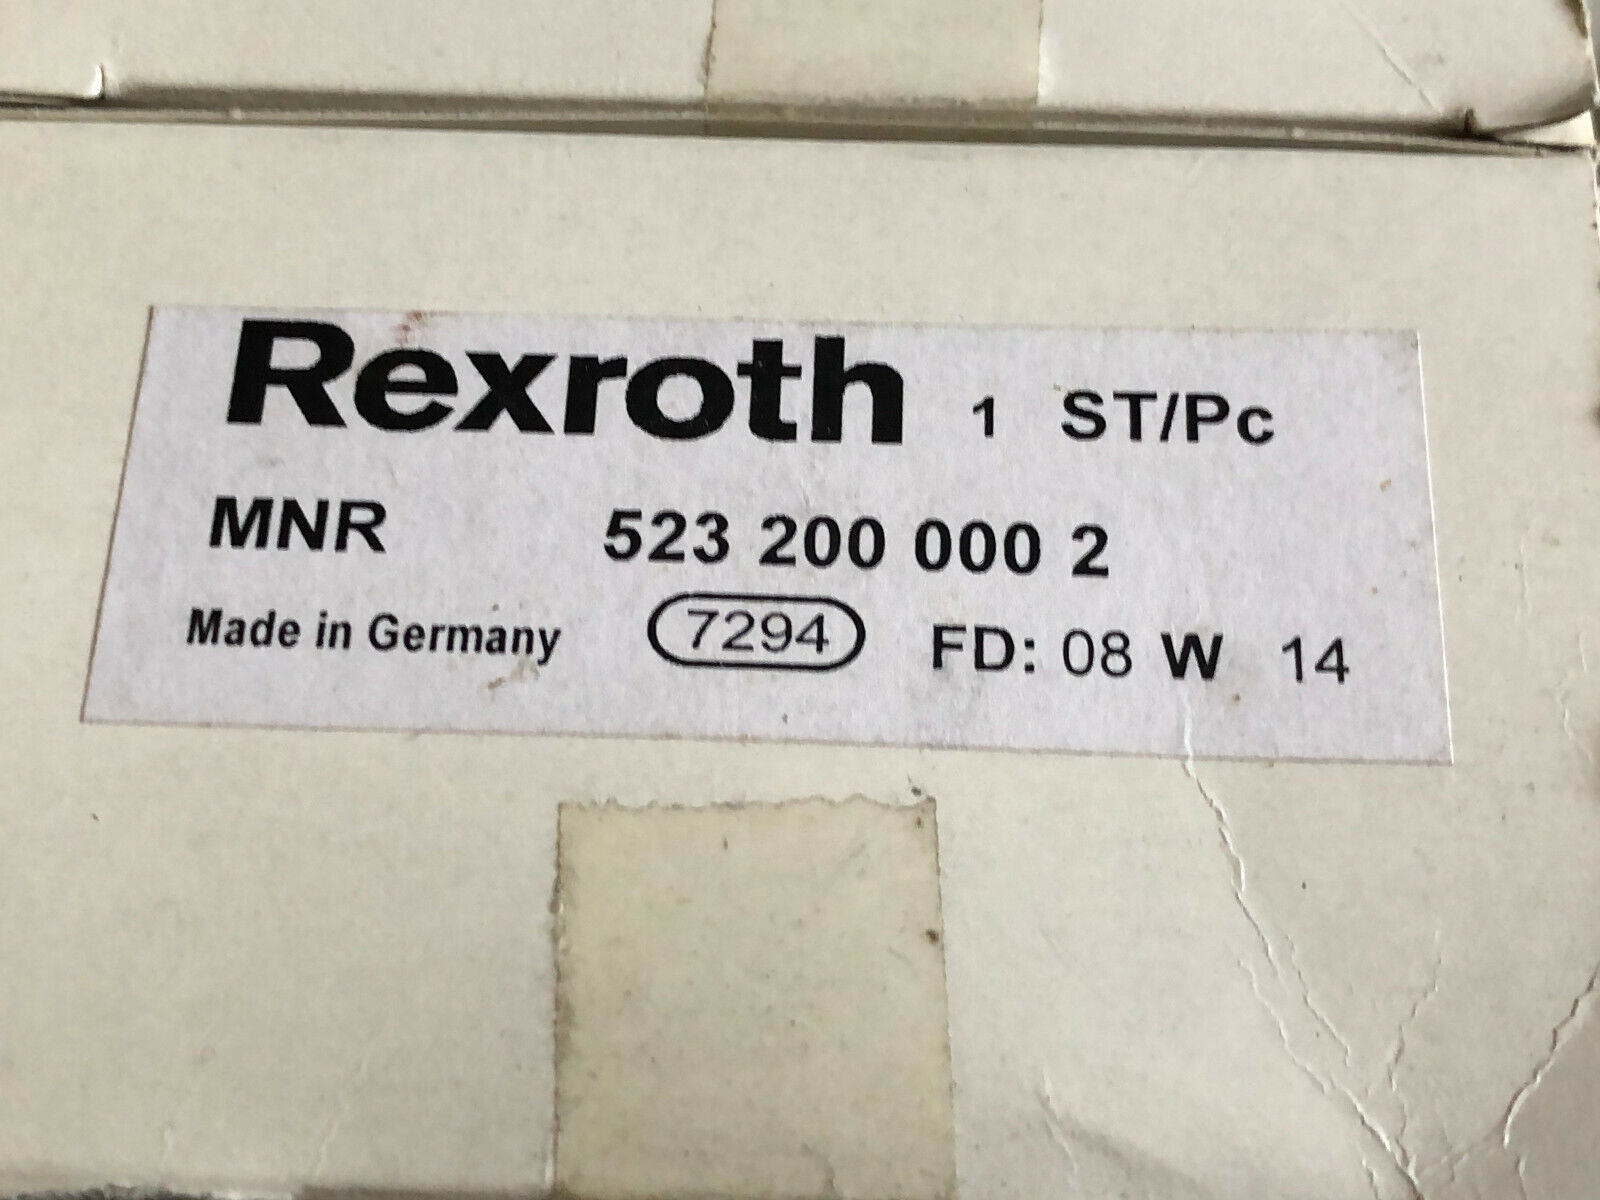 Rexroth 1 ST/Pc
MNR 523 200 000 2
Made in Germany 7294 FD: 08 W 14